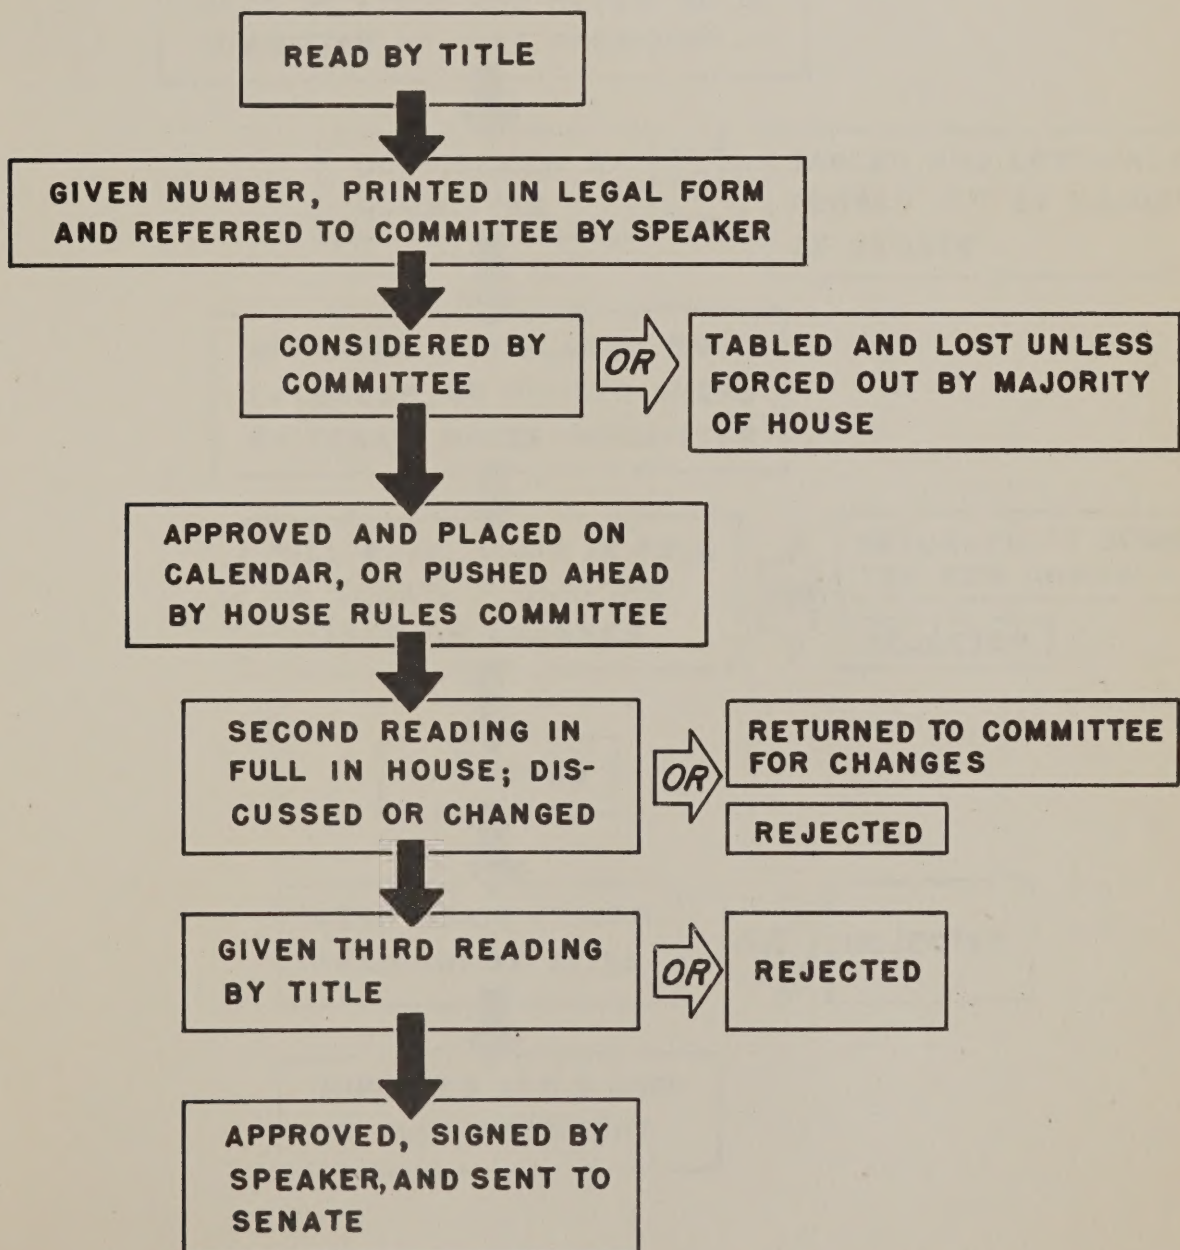 READ BY TITLE
GIVEN NUMBER, PRINTED IN LEGAL FORM
AND REFERRED TO COMMITTEE BY SPEAKER
CONSIDERED BY
COMMITTEE
OR
TABLED AND LOST UNLESS
FORCED OUT BY MAJORITY
OF HOUSE
APPROVED AND PLACED ON
CALENDAR, OR PUSHED AHEAD
BY HOUSE RULES COMMITTEE
SECOND READING IN
FULL IN HOUSE; DIS-
CUSSED OR CHANGED
OR
RETURNED TO COMMITTEE
FOR CHANGES
REJECTED
GIVEN THIRD READING
BY TITLE
OR
REJECTED
APPROVED, SIGNED BY
SPEAKER, AND SENT TO
SENATE